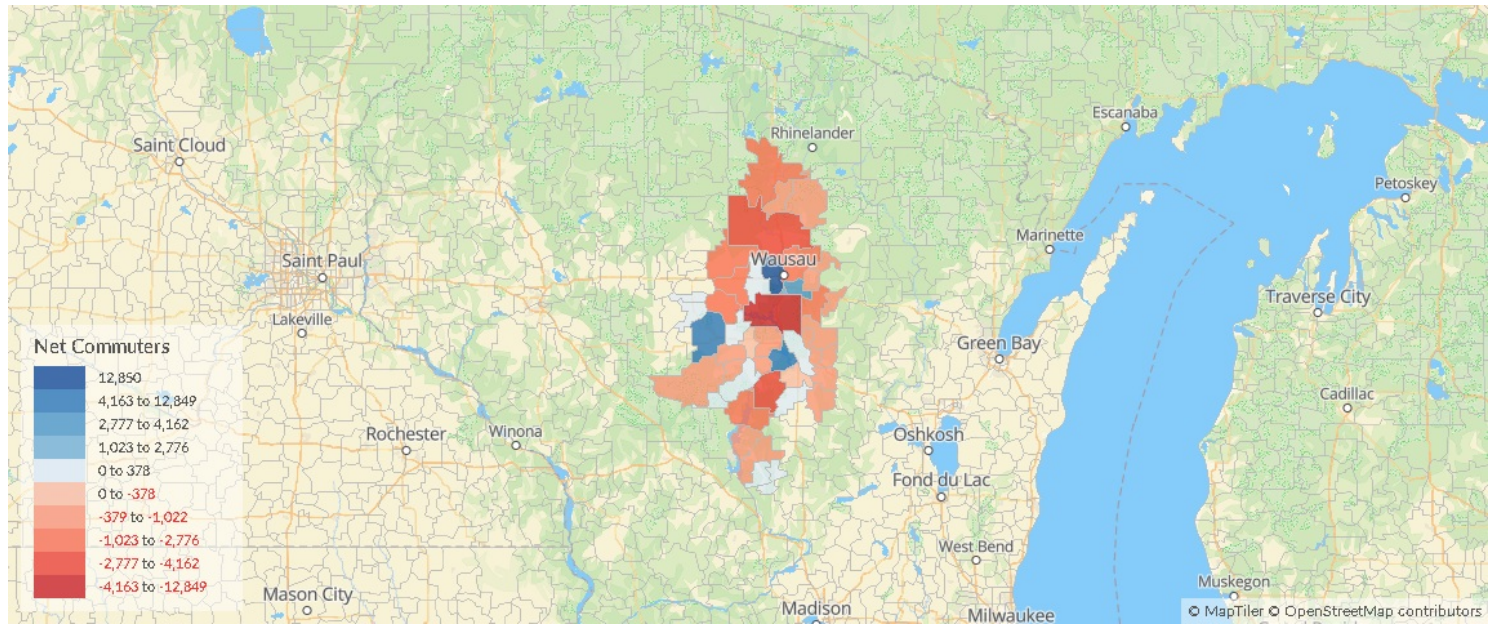 Escanaba
Rhinelander
Saint Cloud
Petoskey
Marinette
Wausau
Saint Paul
Traverse City
Lakeville
Green Bay
Net Commuters
12,850
4,163 to 12,849
2,777 to 4,162
1,023 to 2,776
0 to 378
0 to -378
-379 to -1,022
-1,023 to -2,776
-2,777 to -4,162
-4,163 to -12,849
Cadillac
Rochester
Winona
Oshkosh
Fond du Lac
West Bend
Muskegon
Mason City
Madison
Milwaukee
© MapTiler © OpenStreetMap contributors